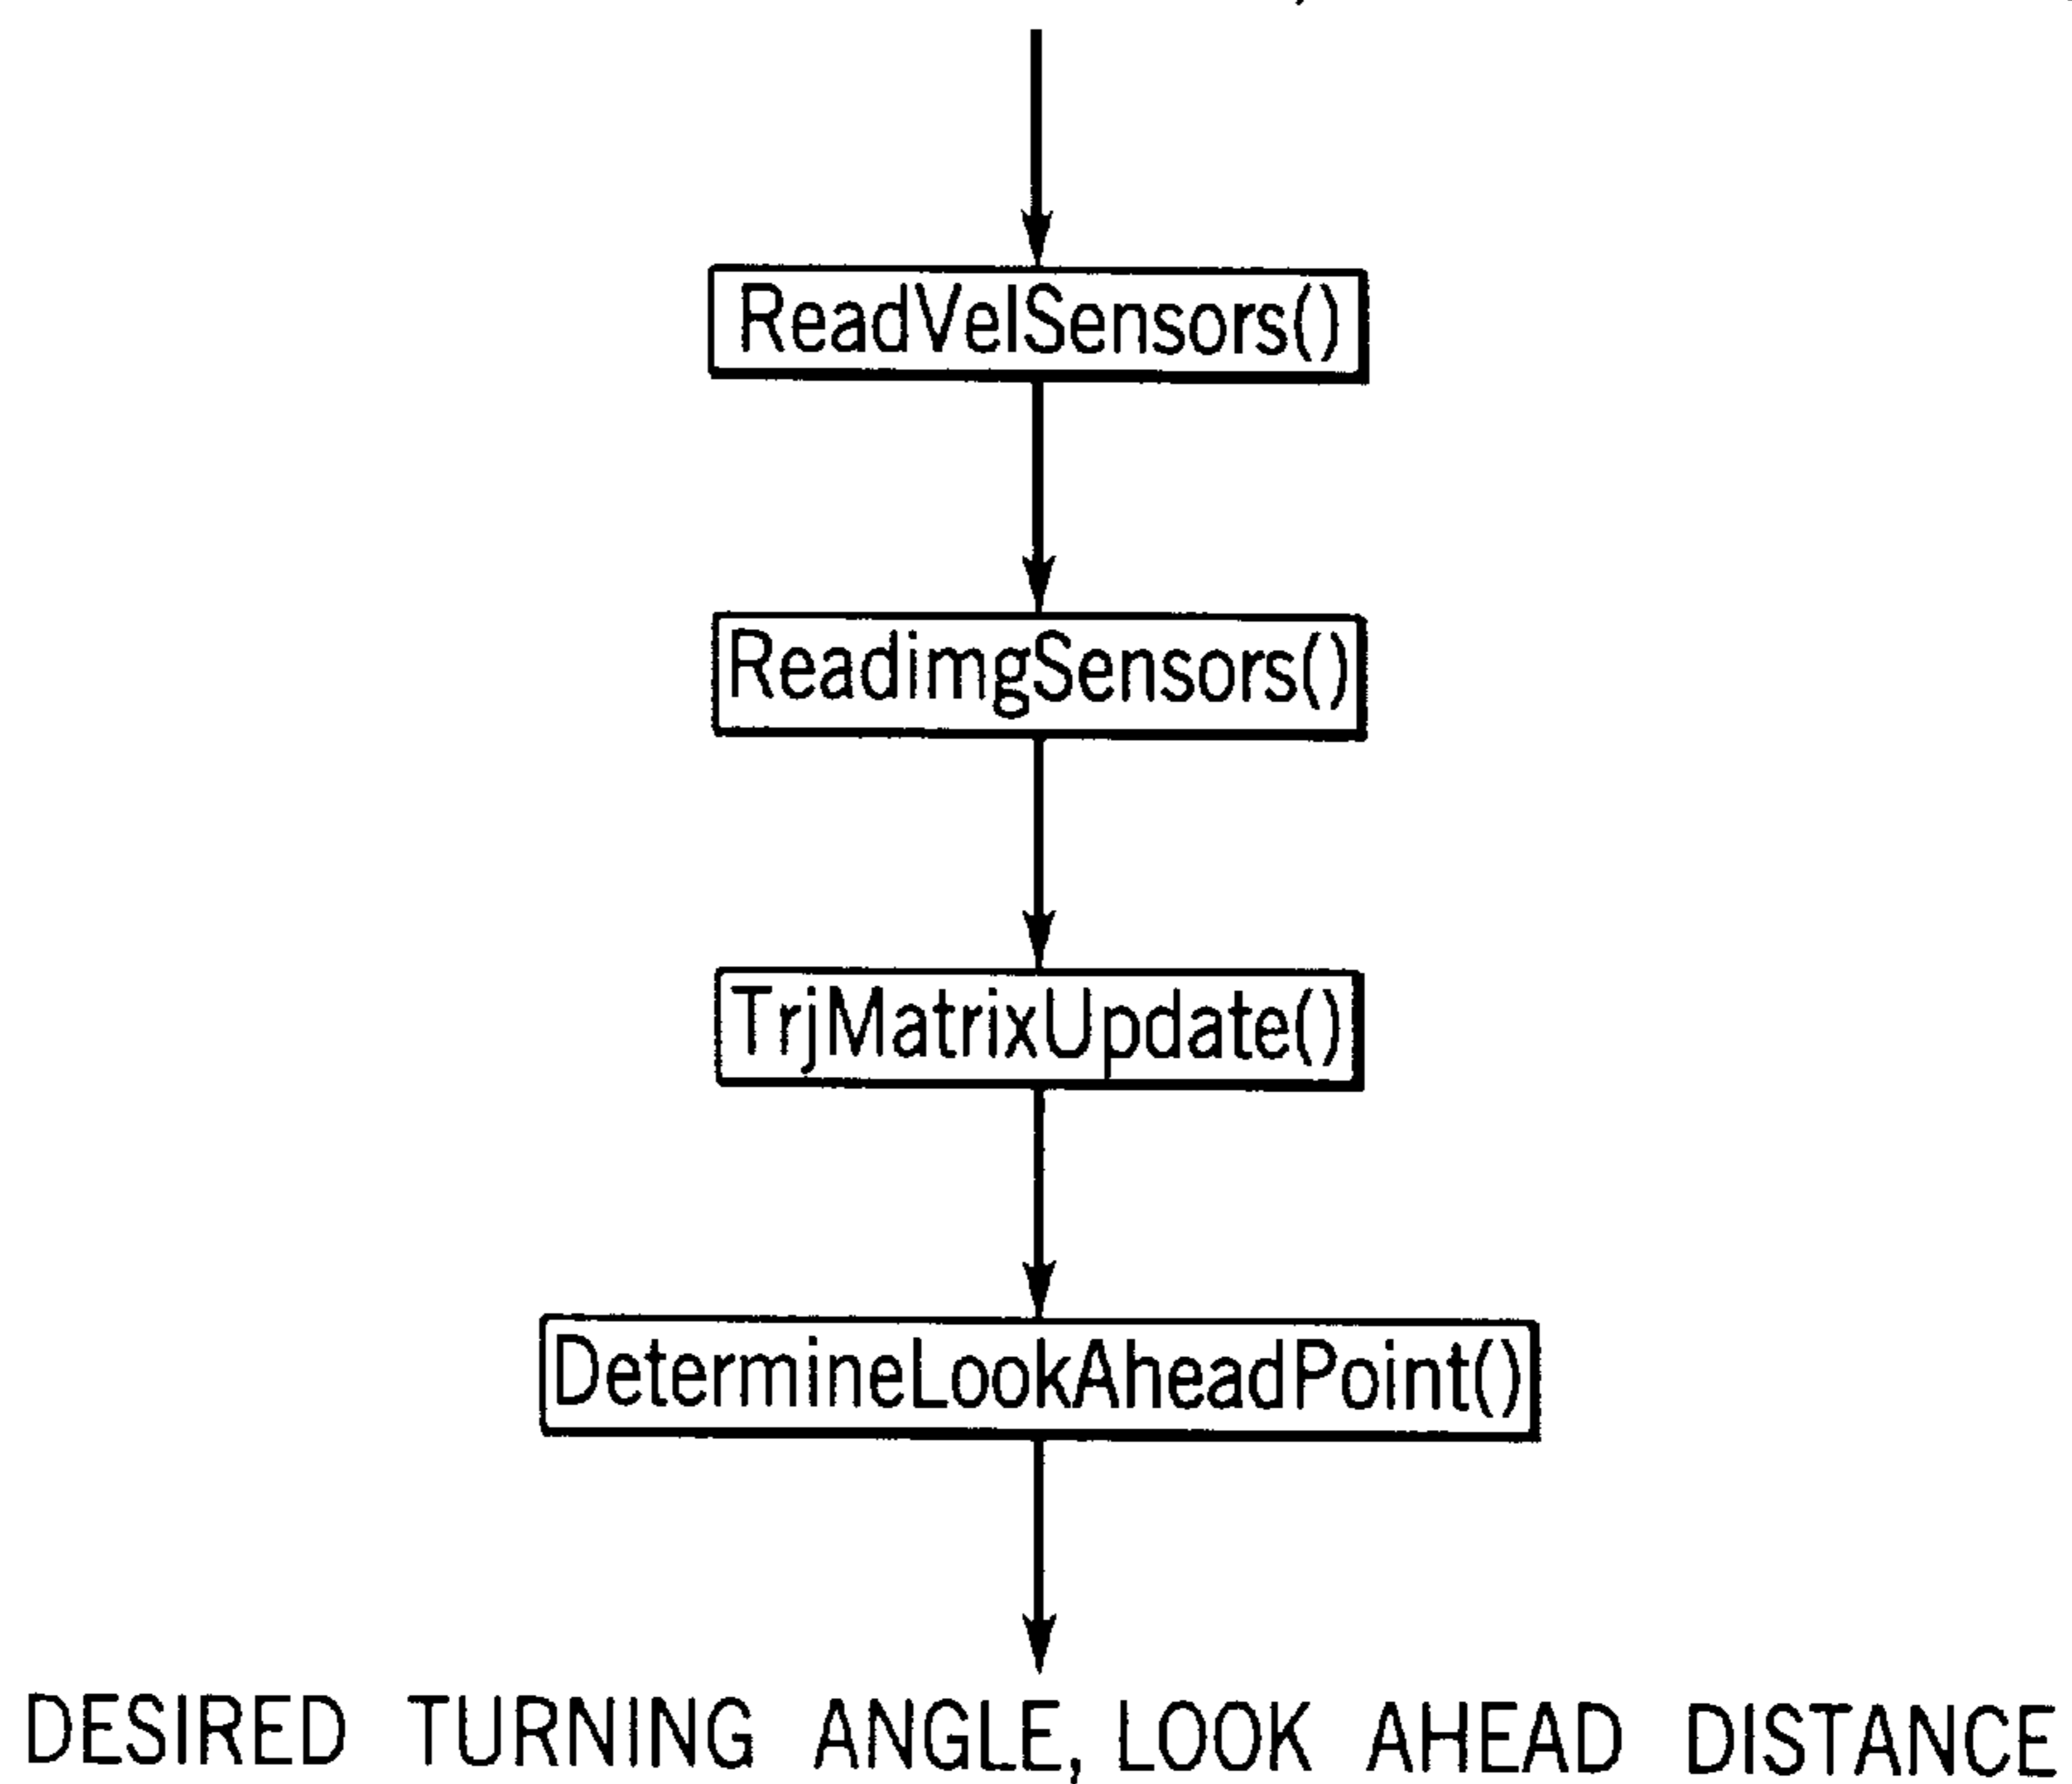 ReadVelSensors()
ReadimgSensors()
TrjMatrixUpdate()
DetermineLookAheadPoint()
DESIRED TURNING ANGLE, LOOK AHEAD DISTANCE